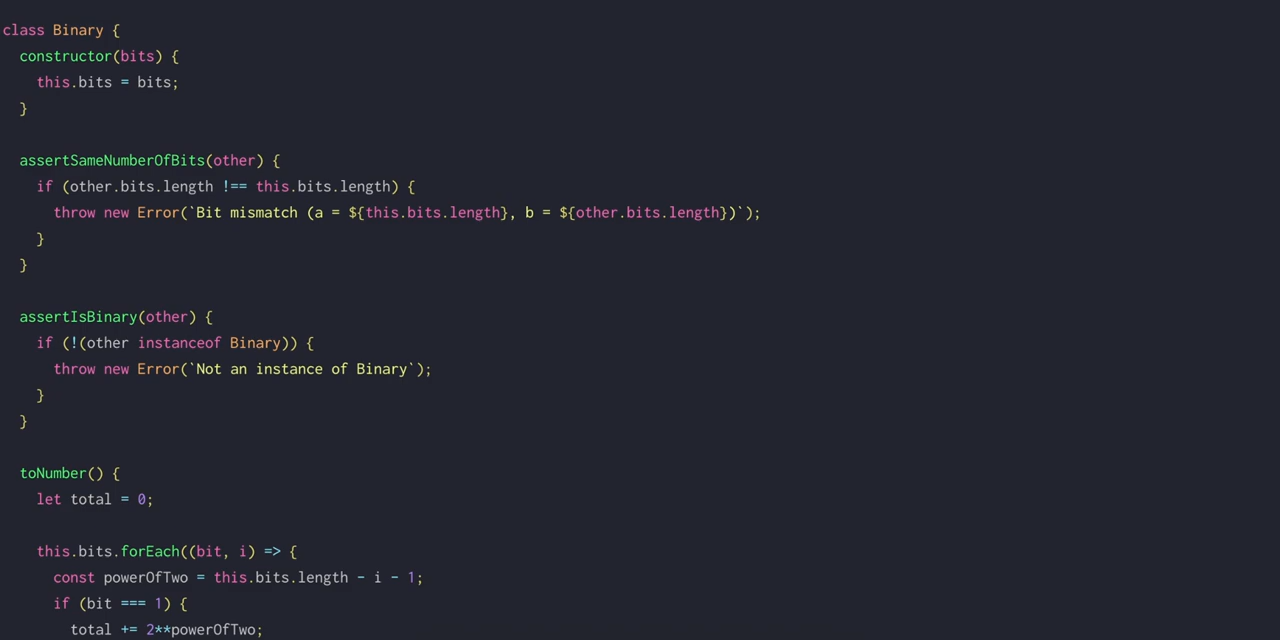 class Binary {
  constructor(bits) {
    this.bits = bits;
  }

  assertSameNumberOfBits(other) {
    if (other.bits.length !== this.bits.length) {
      throw new Error(`Bit mismatch (a = ${this.bits.length}, b = ${other.bits.length})`);
    }
  }

  assertIsBinary(other) {
    if (!(other instanceof Binary)) {
      throw new Error(`Not an instance of Binary`);
    }
  }

  toNumber() {
    let total = 0;

    this.bits.forEach((bit, i) => {
      const powerOfTwo = this.bits.length - i - 1;
      if (bit === 1) {
        total += 2**powerOfTwo;